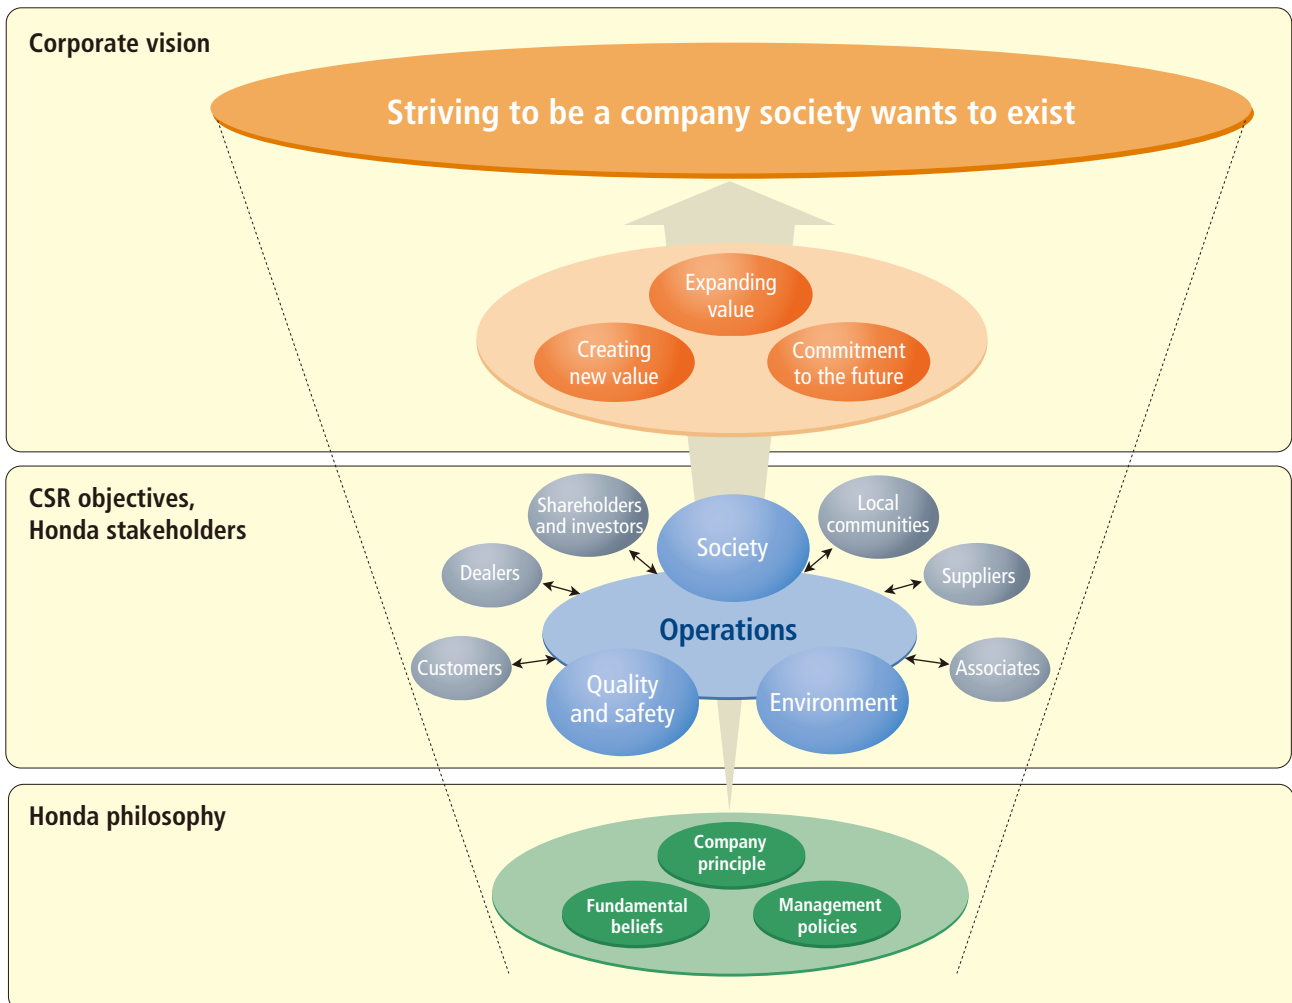 Corporate vision
Striving to be a company society wants to exist
Expanding
value
Creating
new value
Commitment
to the future
CSR objectives,
Honda stakeholders
Shareholders
and investors
Society
Local
communities
Dealers
Suppliers
Operations
Customers
Associates
Quality
and safety
Environment
Honda philosophy
Company
principle
Fundamental
beliefs
Management
policies